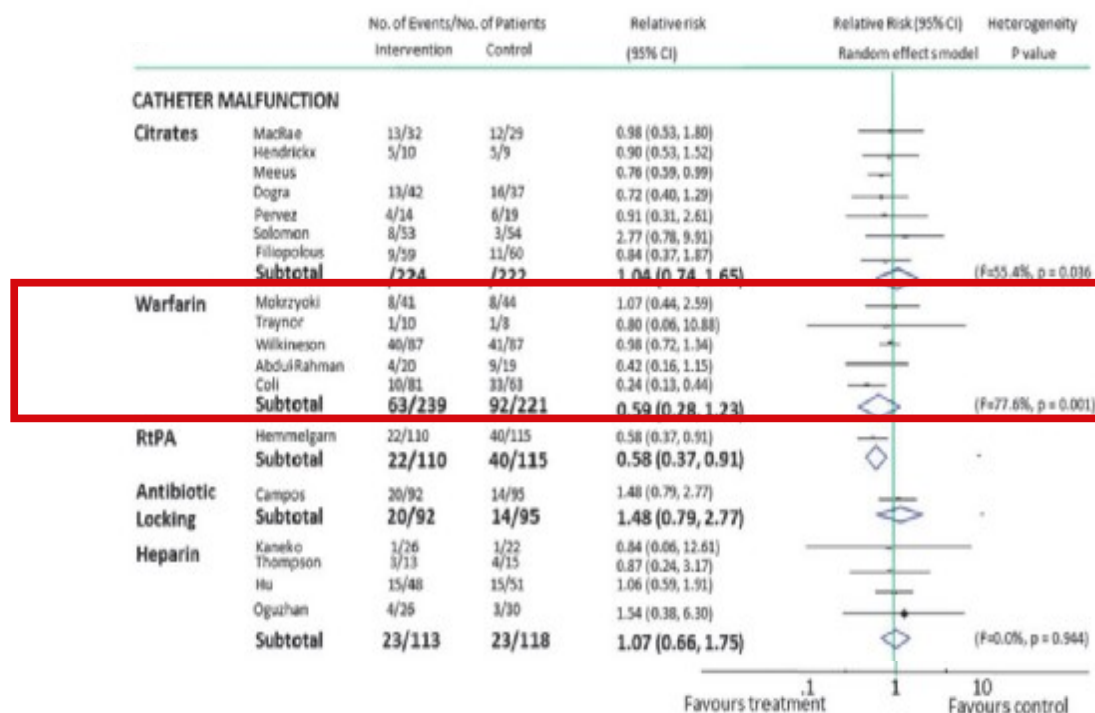 No. of Events/No. of Patients Relative risk Relative Risk (95% CI) Heterogeneity
Intervention Control (95% CI) Random effects model P value
CATHETER MALFUNCTION
Citrates MacRae 13/32 12/29 0.98 (0.53, 1.80)
Hendrickx 5/10 5/9 0.90 (0.53, 1.52)
Meeus 0.76 (0.59, 0.99)
Dogra 13/42 16/37 0.72 (0.40, 1.29)
Pervez 4/14 6/19 0.91 (0.31, 2.61)
Solomon 8/53 3/54 2.77 (0.78, 9.91)
Filiopolous 9/59 11/60 0.84 (0.37, 1.87)
Subtotal /224 /222 1.04 (0.74, 1.65) (F=55.4%, p = 0.036
Warfarin Mokrzyoki 8/41 8/44 1.07 (0.44, 2.59)
Traynor 1/10 1/8 0.80 (0.06, 10.88)
Wilkineson 40/87 41/87 0.98 (0.72, 1.34)
Abdul-Rahman 4/20 9/19 0.42 (0.16, 1.15)
Coli 10/81 33/63 0.24 (0.13, 0.44)
Subtotal 63/239 92/221 0.59 (0.28, 1.23) (F=77.6%, p = 0.001)
RtPA Hemmelgarn 22/110 40/115 0.58 (0.37, 0.91)
Subtotal 22/110 40/115 0.58 (0.37, 0.91)
Antibiotic Campos 20/92 14/95 1.48 (0.79, 2.77)
Locking Subtotal 20/92 14/95 1.48 (0.79, 2.77)
Heparin Kaneko 1/26 1/22 0.84 (0.06, 12.61)
Thompson 3/13 4/15 0.87 (0.24, 3.17)
Hu 15/48 15/51 1.06 (0.59, 1.91)
Oguzhan 4/26 3/30 1.54 (0.38, 6.30)
Subtotal 23/113 23/118 1.07 (0.66, 1.75) (F=0.0%, p = 0.944)
.1 1 10
Favours treatment Favours control